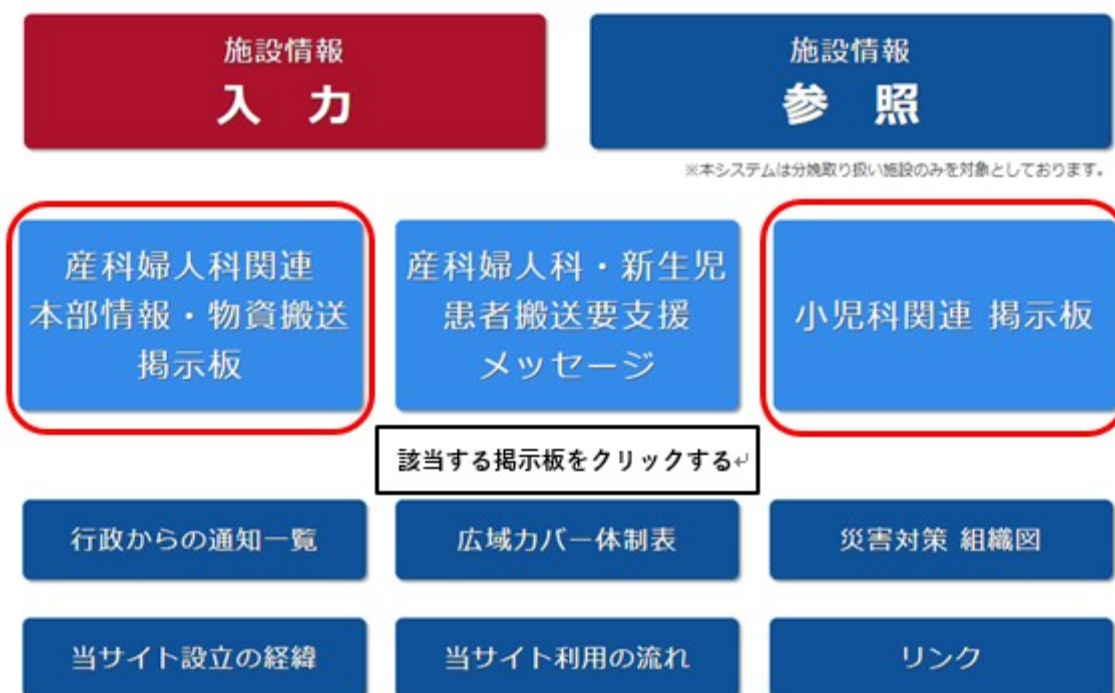 施設情報
入 力
施設情報
参 照
※本システムは分娩取り扱い施設のみを対象としております。
産科婦人科関連
本部情報・物資搬送
掲示板
産科婦人科・新生児
患者搬送要支援
メッセージ
小児科関連 掲示板
該当する掲示板をクリックする↵
行政からの通知一覧
広域カバー体制表
災害対策 組織図
当サイト設立の経緯
当サイト利用の流れ
リンク